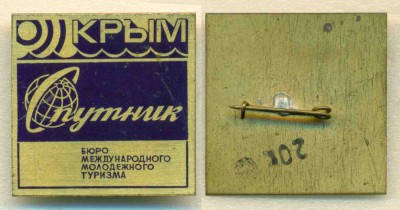 КРЫМ
Спутник
БЮРО
МЕЖДУНАРОДНОГО
МОЛОДЕЖНОГО
ТУРИЗМА